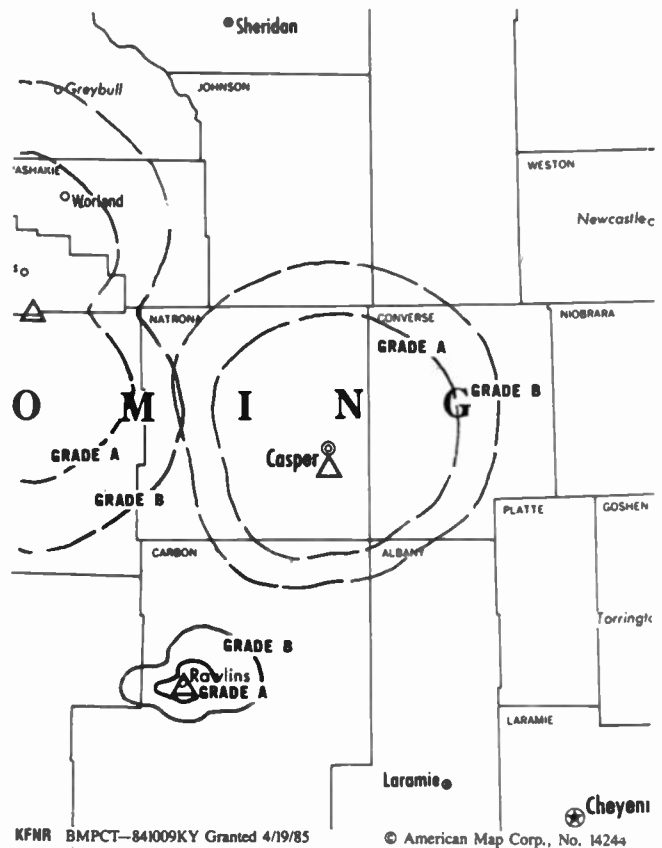 Sheridan
Greybull
JOHNSON
ASHAKIE
WESTON
Worland
Newcastle
s
NATRONA
CONVERSE
NIOBRARA
GRADE A
GRADE B
O M I N G
GRADE A
Casper
GRADE B
PLATTE
GOSHEN
CARBON
ALBANY
Torringt
GRADE B
Rawlins
GRADE A
LARAMIE
Laramie
Cheyen
KFNR BMPCT—841009KY Granted 4/19/85 © American Map Corp., No. 14244